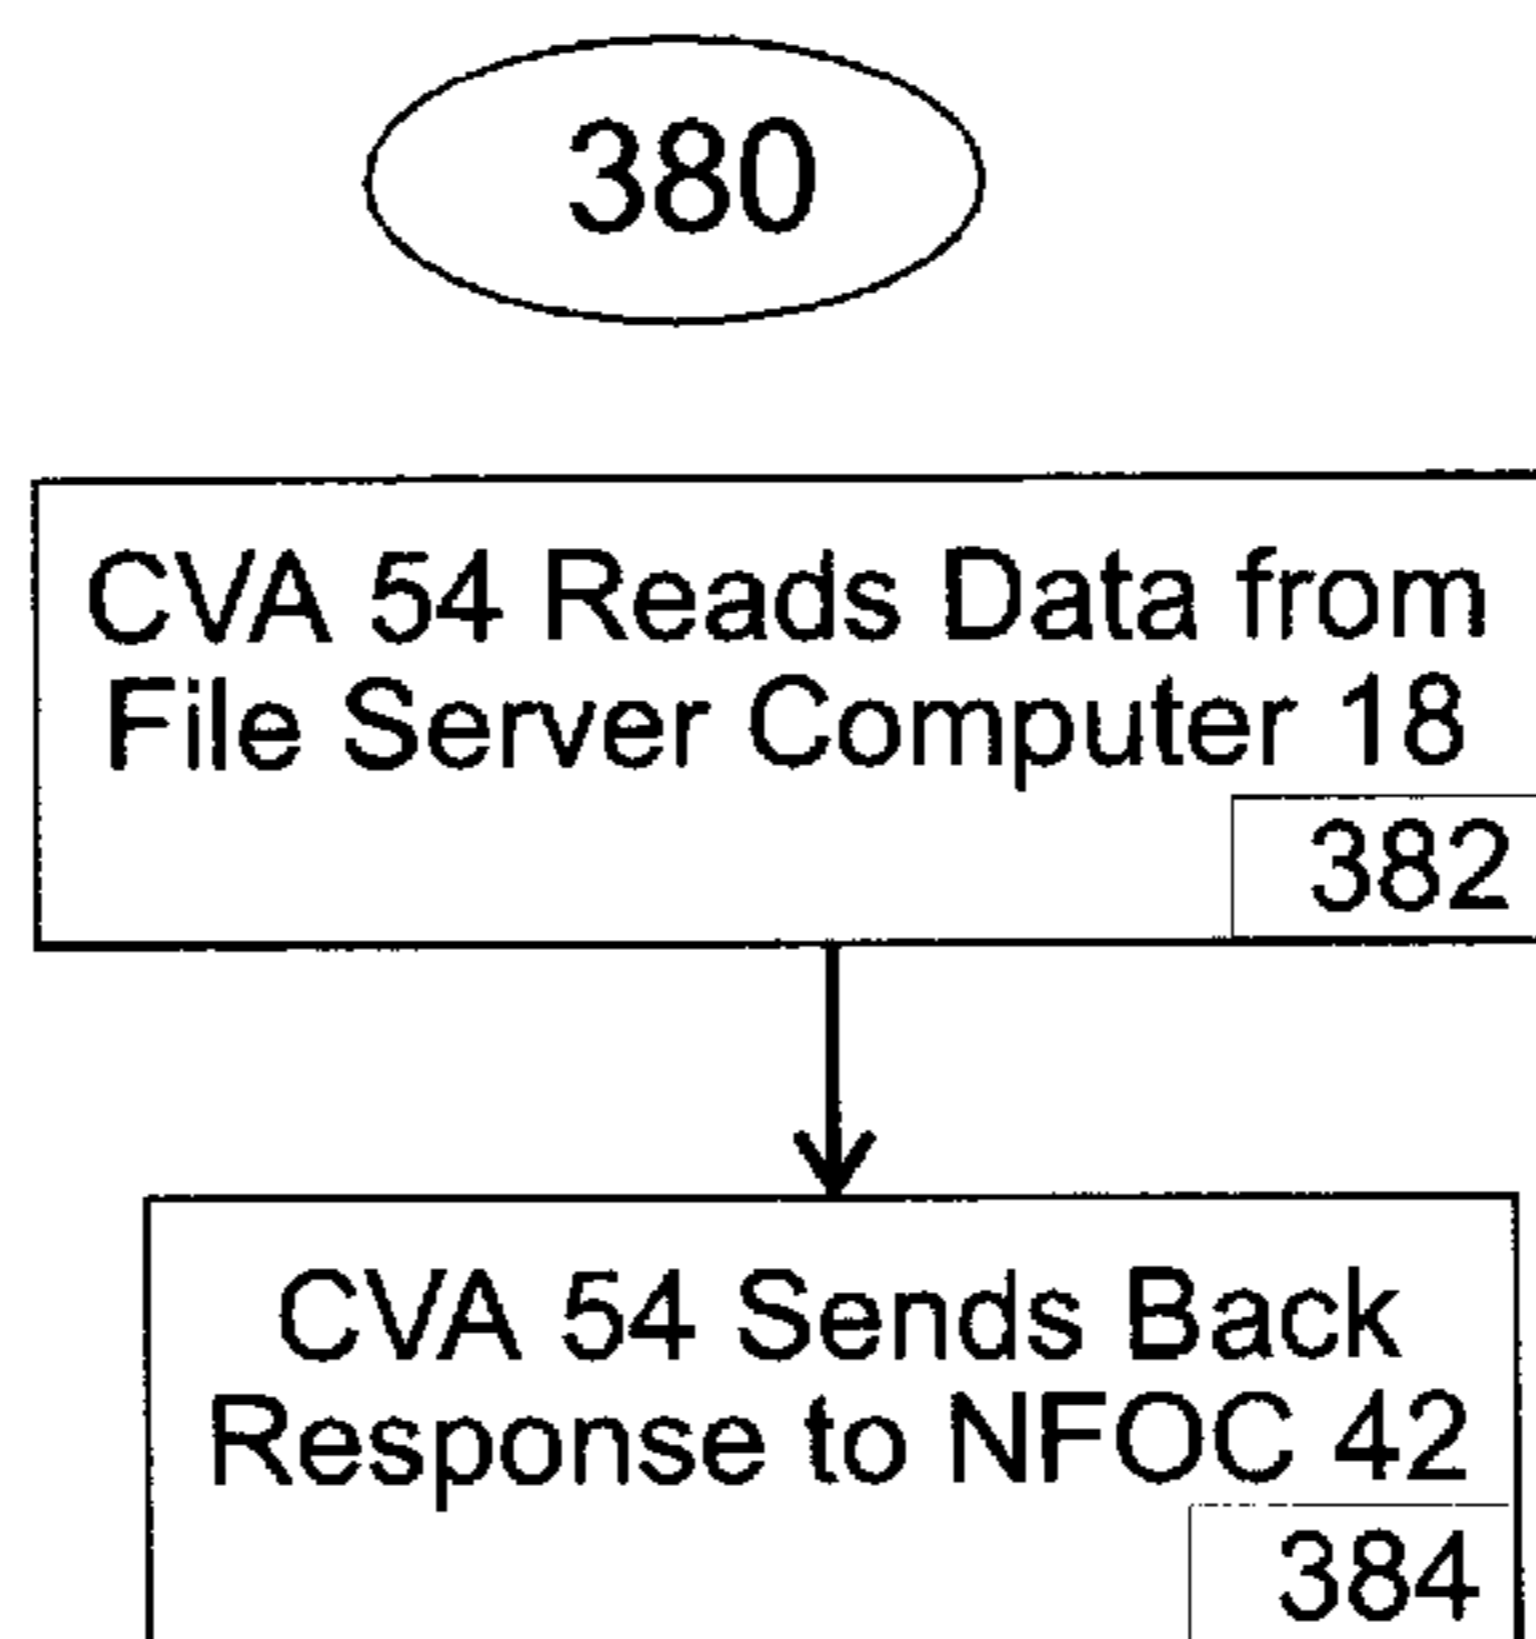 380
CVA 54 Reads Data from
File Server Computer 18
382
CVA 54 Sends Back
Response to NFOC 42
384